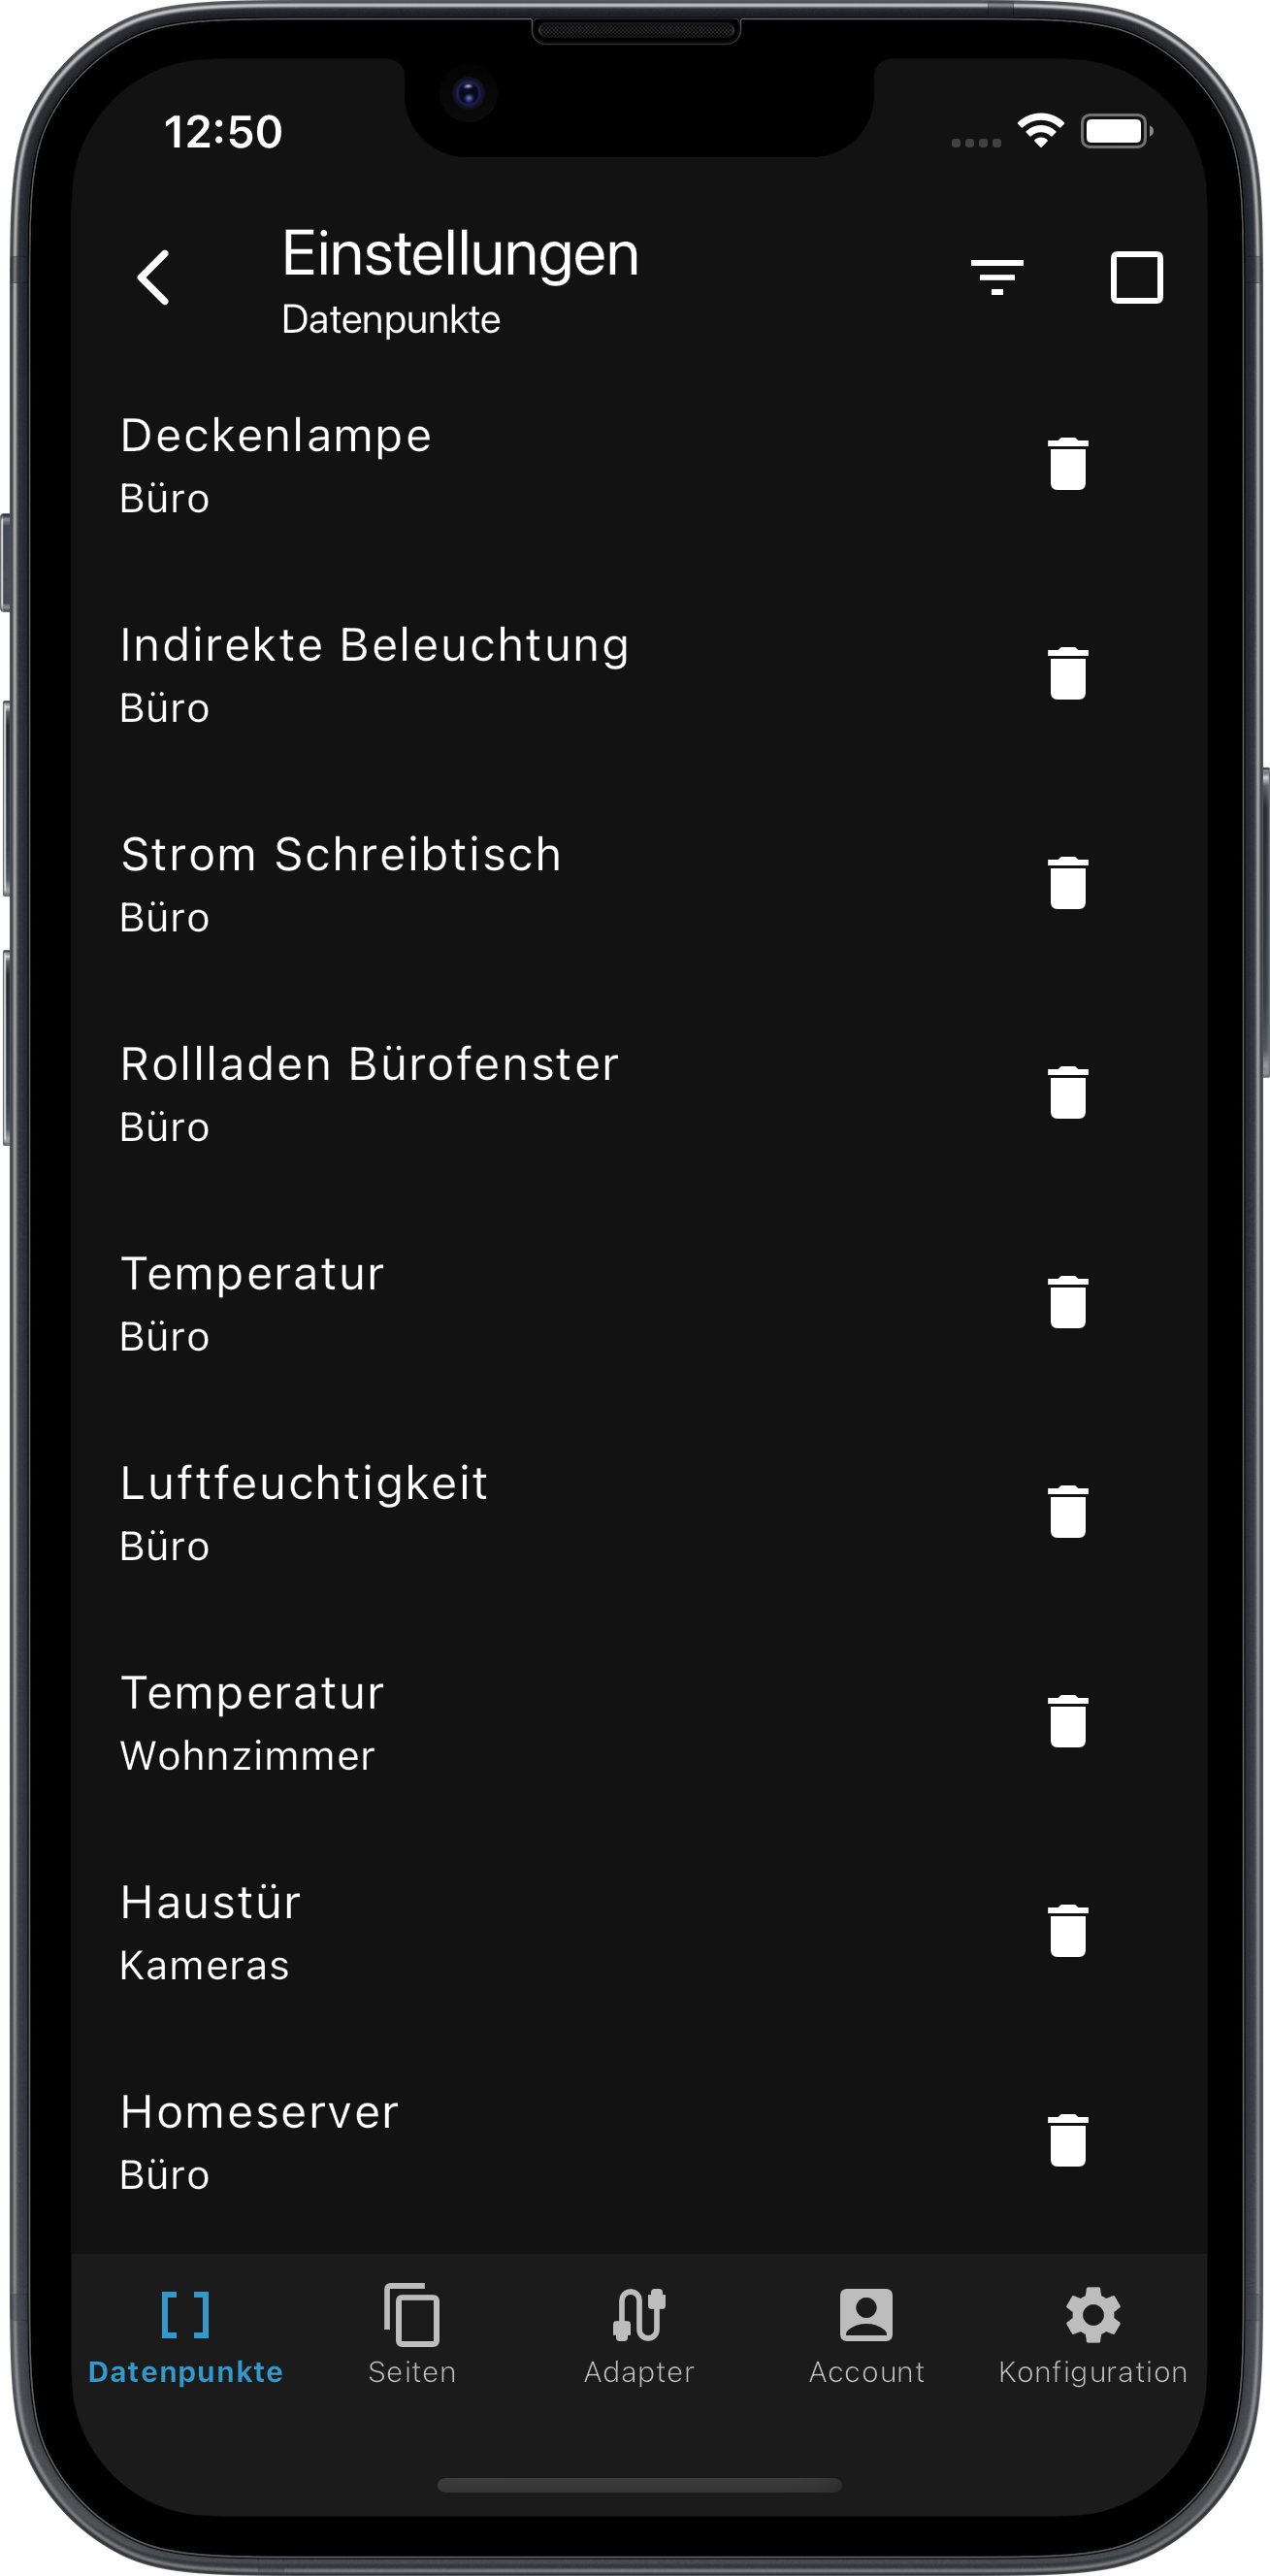 12:50
Einstellungen
Datenpunkte
Deckenlampe
Büro
Indirekte Beleuchtung
Büro
Strom Schreibtisch
Büro
Rollladen Bürofenster
Büro
Temperatur
Büro
Luftfeuchtigkeit
Büro
Temperatur
Wohnzimmer
Haustür
Kameras
Homeserver
Büro
Datenpunkte Seiten Adapter Account Konfiguration